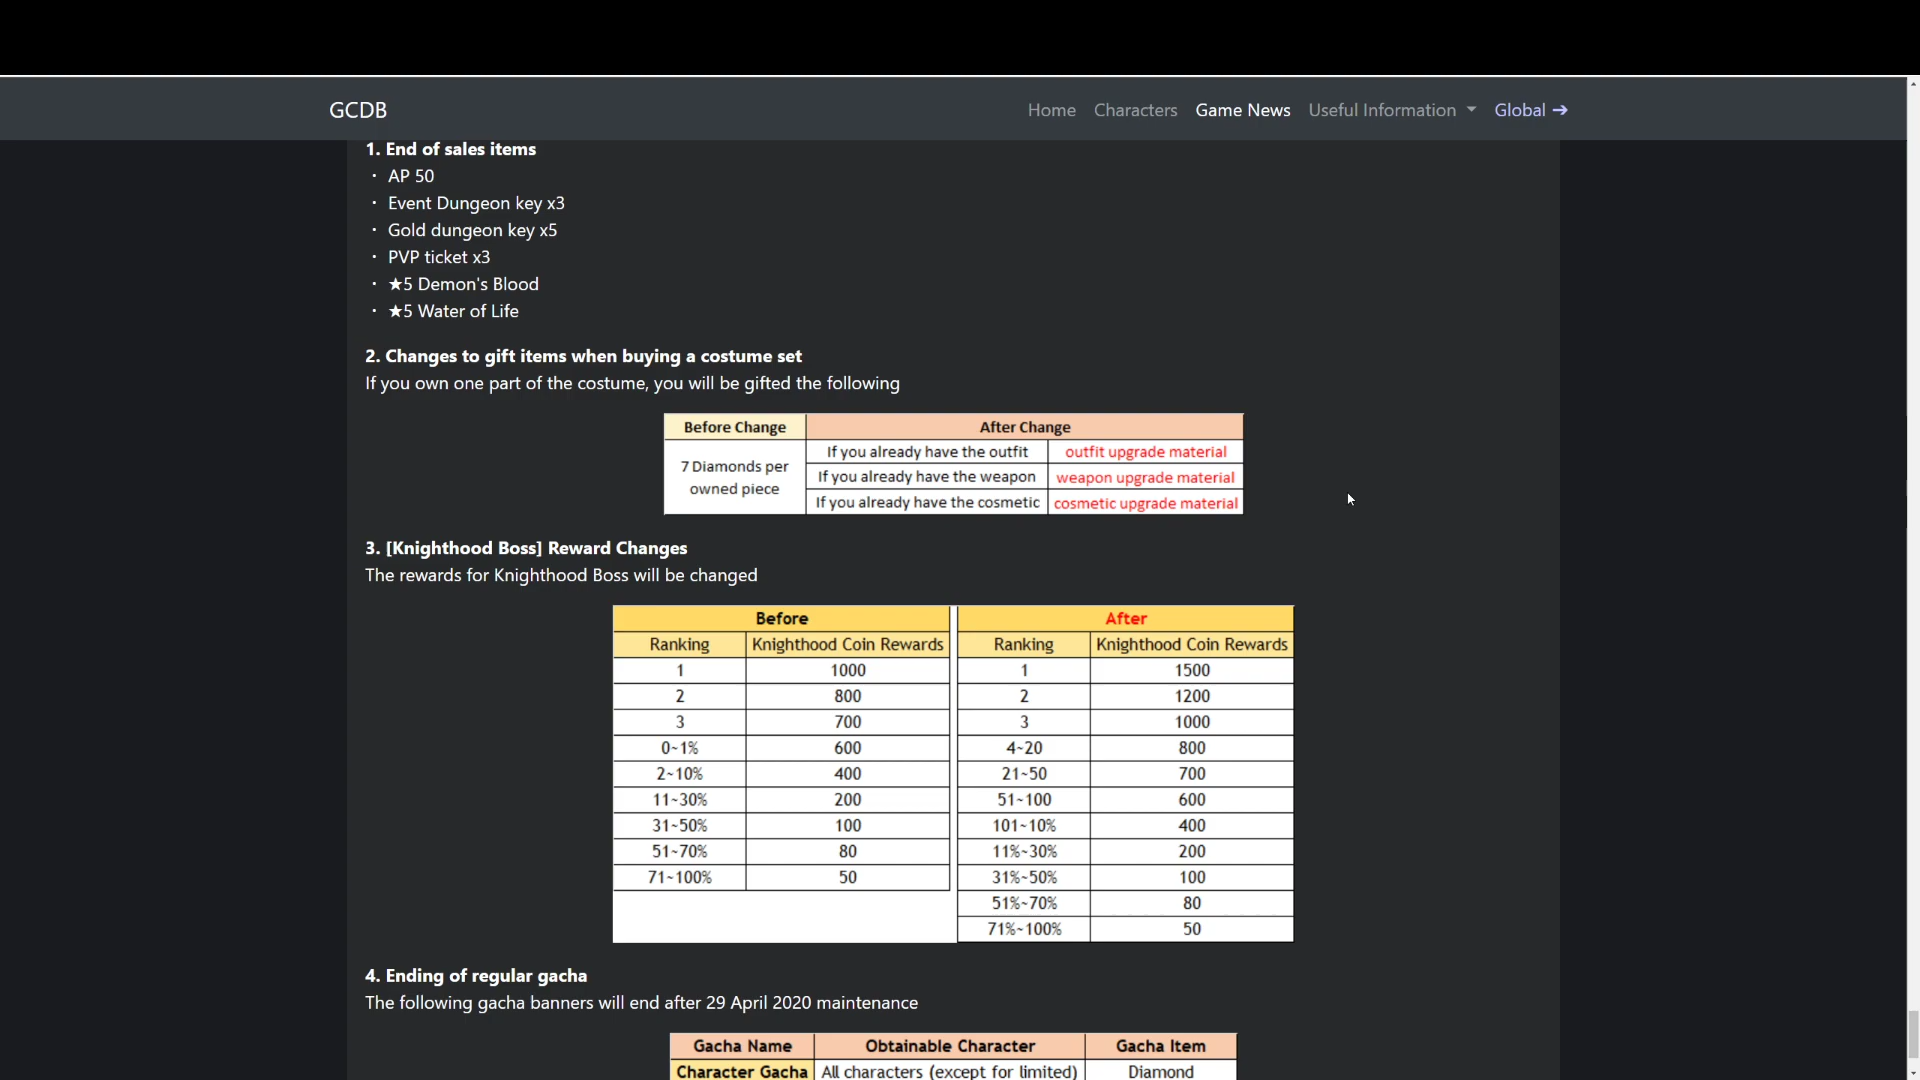 GCDB
Home Characters Game News Useful Information Global →
1. End of sales items
・ AP 50
・ Event Dungeon key x3
・ Gold dungeon key x5
・ PVP ticket x3
・ ★5 Demon's Blood
・ ★5 Water of Life
2. Changes to gift items when buying a costume set
If you own one part of the costume, you will be gifted the following
Before Change After Change
7 Diamonds per owned piece
If you already have the outfit outfit upgrade material
If you already have the weapon weapon upgrade material
If you already have the cosmetic cosmetic upgrade material
3. [Knighthood Boss] Reward Changes
The rewards for Knighthood Boss will be changed
Before After
Ranking Knighthood Coin Rewards Ranking Knighthood Coin Rewards
1 1000 1 1500
2 800 2 1200
3 700 3 1000
0~1% 600 4~20 800
2~10% 400 21~50 700
11~30% 200 51~100 600
31~50% 100 101~10% 400
51~70% 80 11%~30% 200
71~100% 50 31%~50% 100
51%~70% 80
71%~100% 50
4. Ending of regular gacha
The following gacha banners will end after 29 April 2020 maintenance
Gacha Name Obtainable Character Gacha Item
Character Gacha All characters (except for limited) Diamond